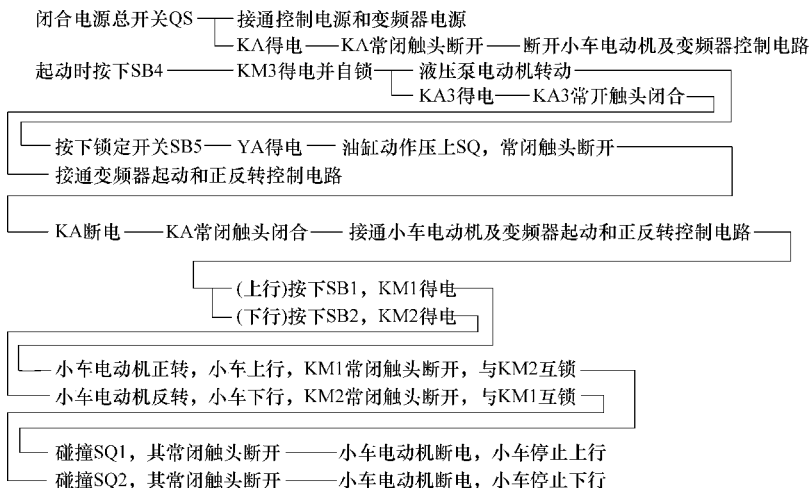 闭合电源总开关QS 接通控制电源和变频器电源
KA得电 KA常闭触头断开 断开小车电动机及变频器控制电路
起动时按下SB4 KM3得电并自锁 液压泵电动机转动
KA3得电 KA3常开触头闭合
按下锁定开关SB5 YA得电 油缸动作压上SQ，常闭触头断开
接通变频器起动和正反转控制电路
KA断电 KA常闭触头闭合 接通小车电动机及变频器起动和正反转控制电路
(上行)按下SB1，KM1得电
(下行)按下SB2，KM2得电
小车电动机正转，小车上行，KM1常闭触头断开，与KM2互锁
小车电动机反转，小车下行，KM2常闭触头断开，与KM1互锁
碰撞SQ1，其常闭触头断开 小车电动机断电，小车停止上行
碰撞SQ2，其常闭触头断开 小车电动机断电，小车停止下行